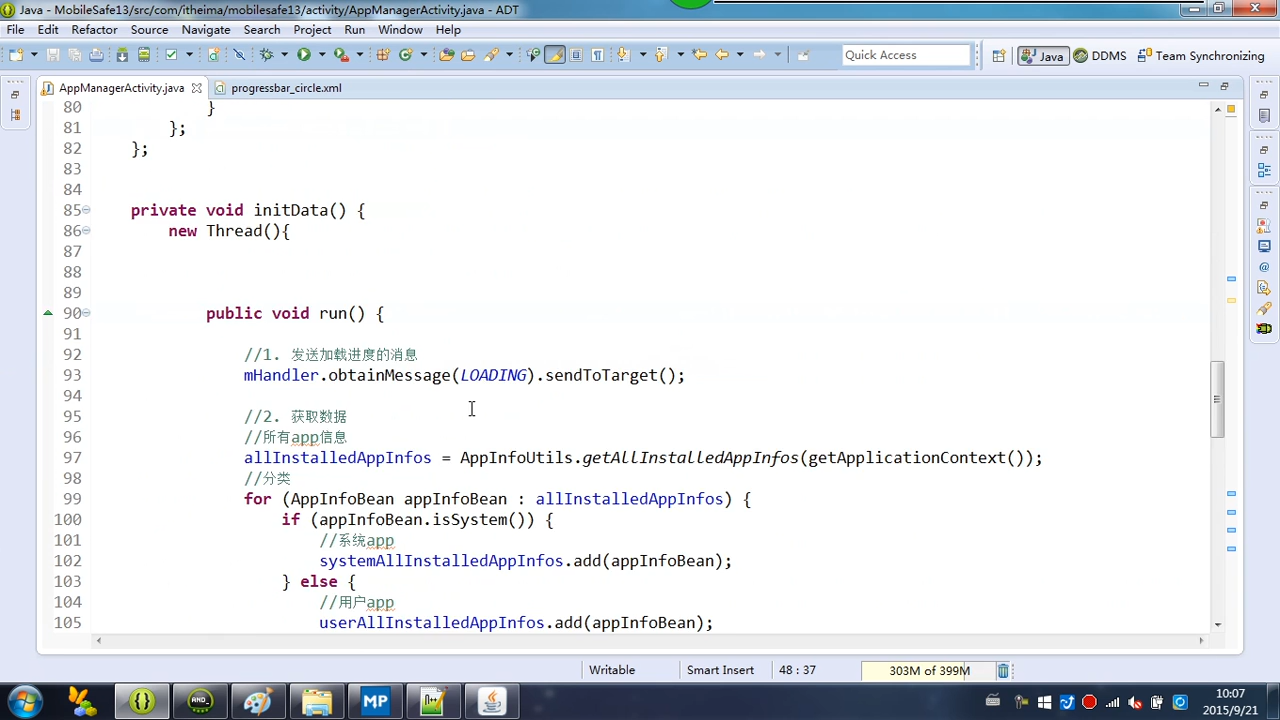 Java - MobileSafe13/src/com/itheima/mobilesafe13/activity/AppManagerActivity.java - ADT
File Edit Refactor Source Navigate Search Project Run Window Help
Quick Access
Java
DDMS
Team Synchronizing
AppManagerActivity.java
progressbar_circle.xml
80 }
81 };
82 };
83
84
85 private void initData() {
86 new Thread(){
87
88
89
90 public void run() {
91
92 //1. 发送加载进度的消息
93 mHandler.obtainMessage(LOADING).sendToTarget();
94
95 //2. 获取数据
96 //所有app信息
97 allInstalledAppInfos = AppInfoUtils.getAllInstalledAppInfos(getApplicationContext());
98 //分类
99 for (AppInfoBean appInfoBean : allInstalledAppInfos) {
100 if (appInfoBean.isSystem()) {
101 //系统app
102 systemAllInstalledAppInfos.add(appInfoBean);
103 } else {
104 //用户app
105 userAllInstalledAppInfos.add(appInfoBean);
Writable
Smart Insert
48 : 37
303M of 399M
MP
10:07
2015/9/21